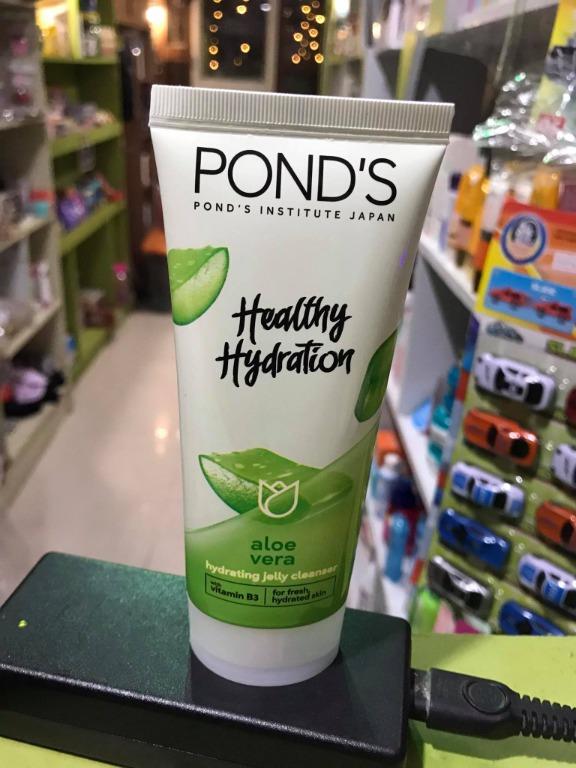 POND'S
POND'S INSTITUTE JAPAN
Healthy
Hydration
aloe
vera
hydrating jelly cleanser
with
vitamin B3
for fresh
hydrated skin